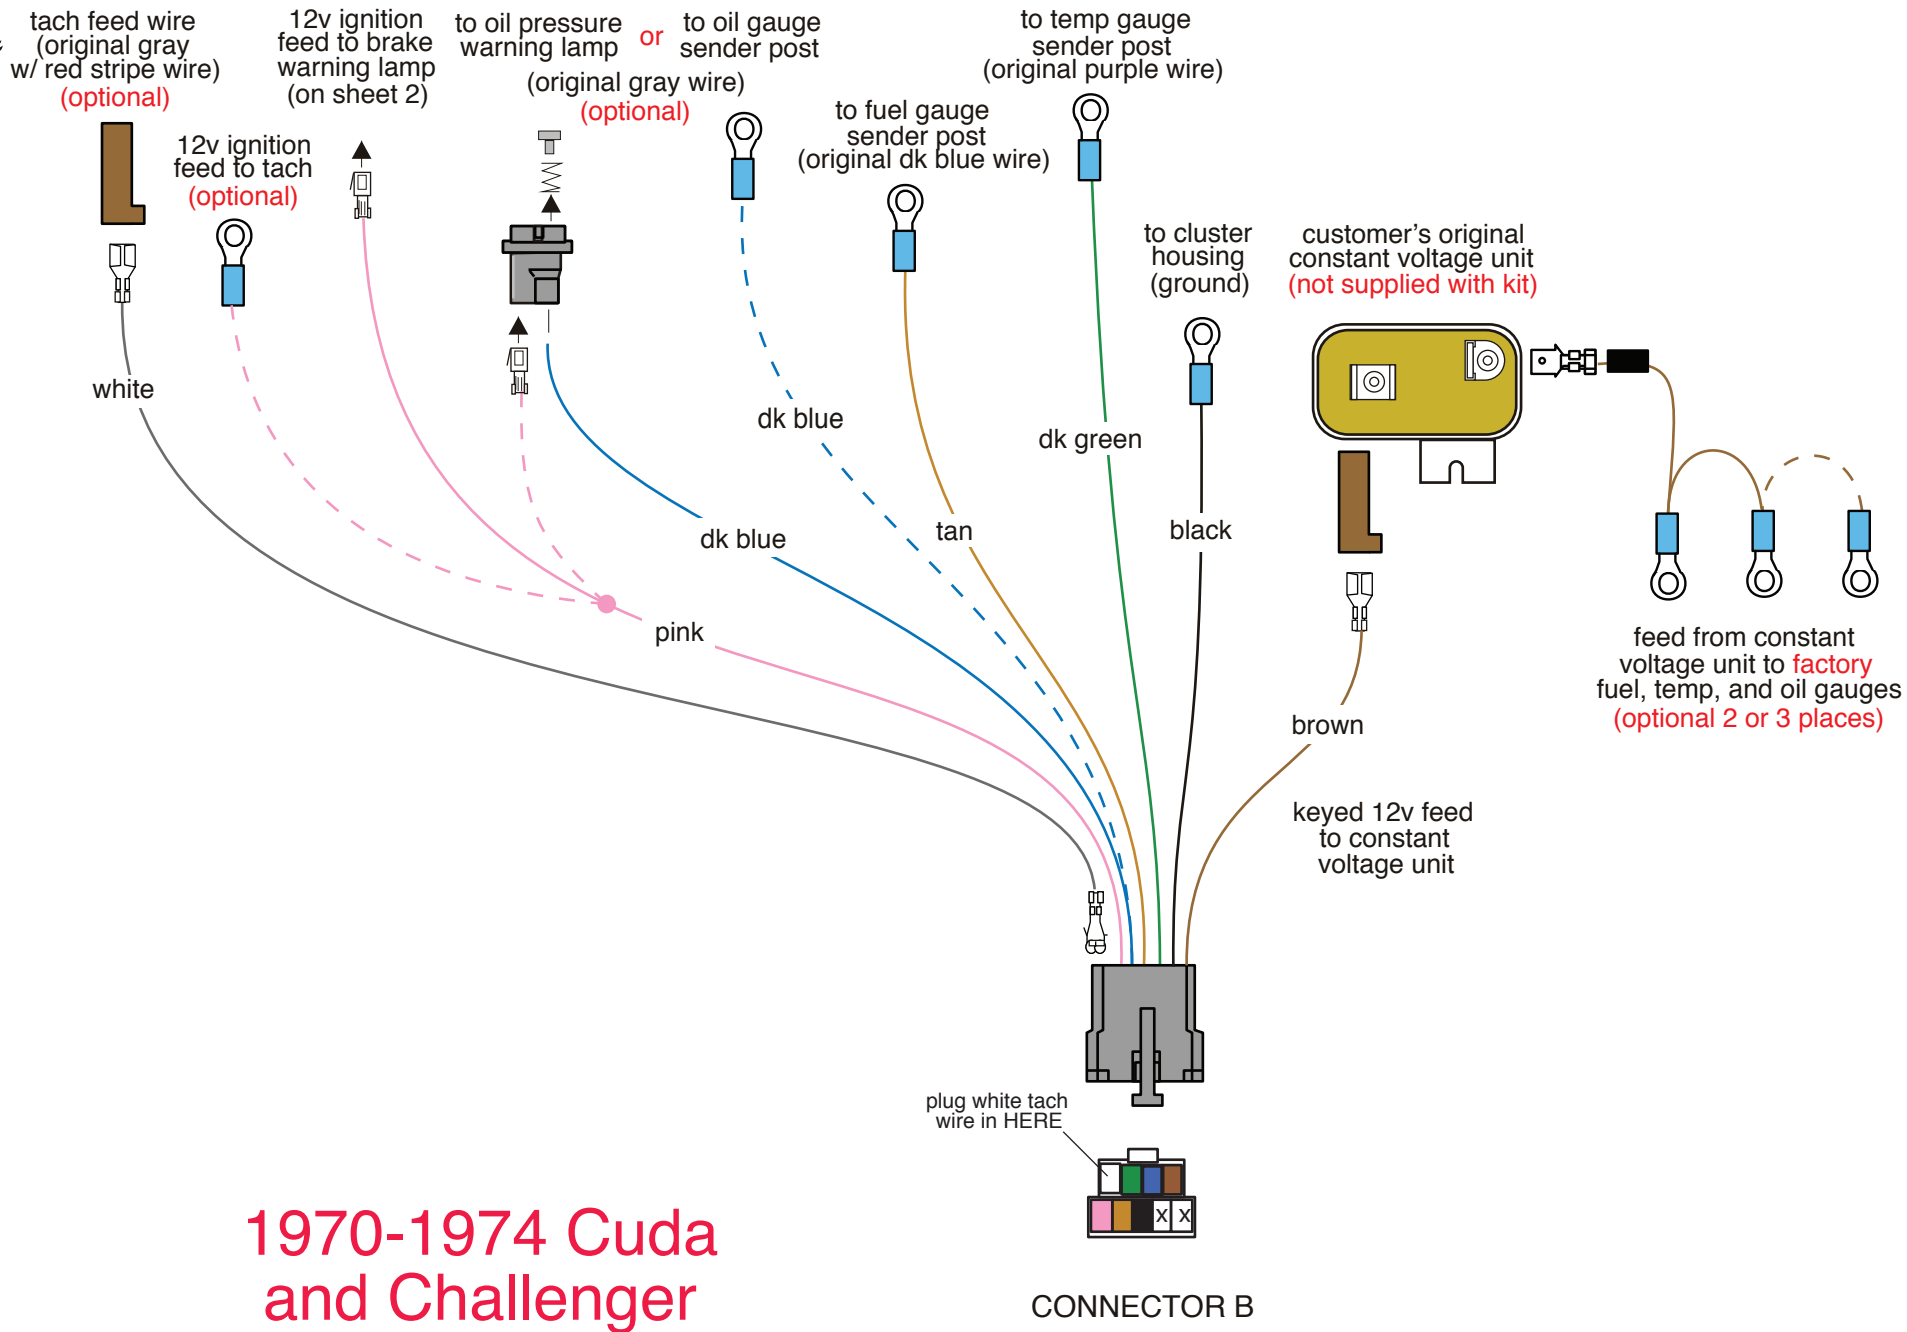 tach feed wire
(original gray
w/ red stripe wire)
(optional)
12v ignition
feed to tach
(optional)
12v ignition
feed to brake
warning lamp
(on sheet 2)
to oil pressure
warning lamp
or
to oil gauge
sender post
(original gray wire)
(optional)
to fuel gauge
sender post
(original dk blue wire)
to temp gauge
sender post
(original purple wire)
to cluster
housing
(ground)
customer's original
constant voltage unit
(not supplied with kit)
white
dk blue
dk green
dk blue
tan
black
pink
brown
feed from constant
voltage unit to factory
fuel, temp, and oil gauges
(optional 2 or 3 places)
keyed 12v feed
to constant
voltage unit
plug white tach
wire in HERE
X X
1970-1974 Cuda
and Challenger
CONNECTOR B